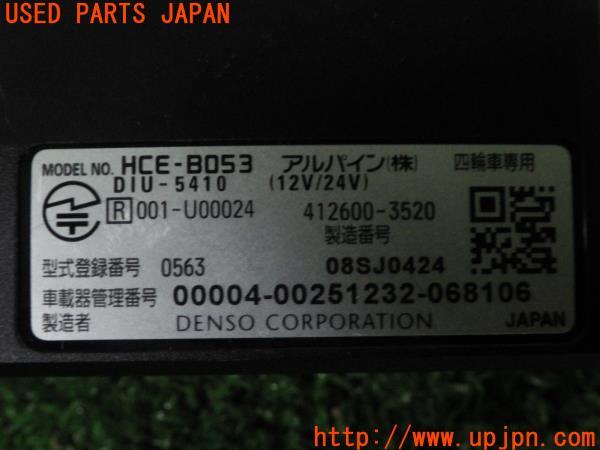 USED PARTS JAPAN
MODEL NO. HCE-B053 アルパイン(株) 四輪車専用
DIU-5410 (12V/24V)
R 001-U00024 412600-3520
製造番号
型式登録番号 0563 08SJ0424
車載器管理番号 00004-00251232-068106
製造者 DENSO CORPORATION JAPAN
UPJ
http://www.upjpn.com